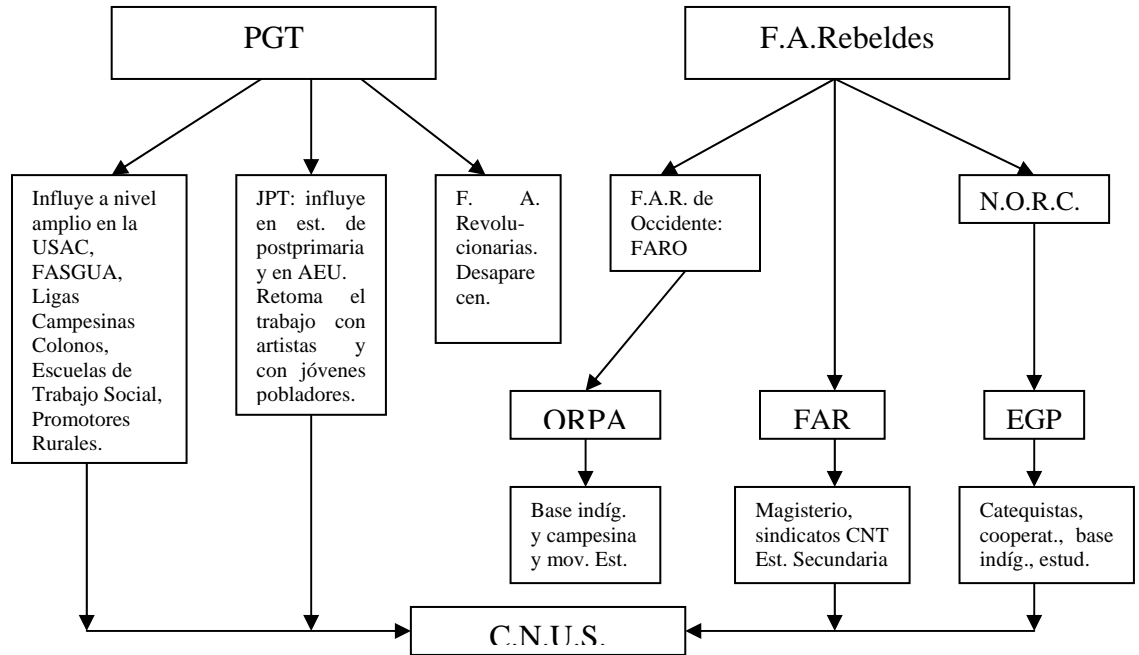 PGT
F.A.Rebeldes
Influye a nivel
amplio en la
USAC,
FASGUA,
Ligas
Campesinas
Colonos,
Escuelas de
Trabajo Social,
Promotores
Rurales.
JPT: influye
en est. de
postprimaria
y en AEU.
Retoma el
trabajo con
artistas y
con jóvenes
pobladores.
F. A.
Revolu-
cionarias.
Desapare
cen.
F.A.R. de
Occidente:
FARO
N.O.R.C.
ORPA
FAR
EGP
Base indíg.
y campesina
y mov. Est.
Magisterio,
sindicatos CNT
Est. Secundaria
Catequistas,
cooperat., base
indíg., estud.
C.N.U.S.